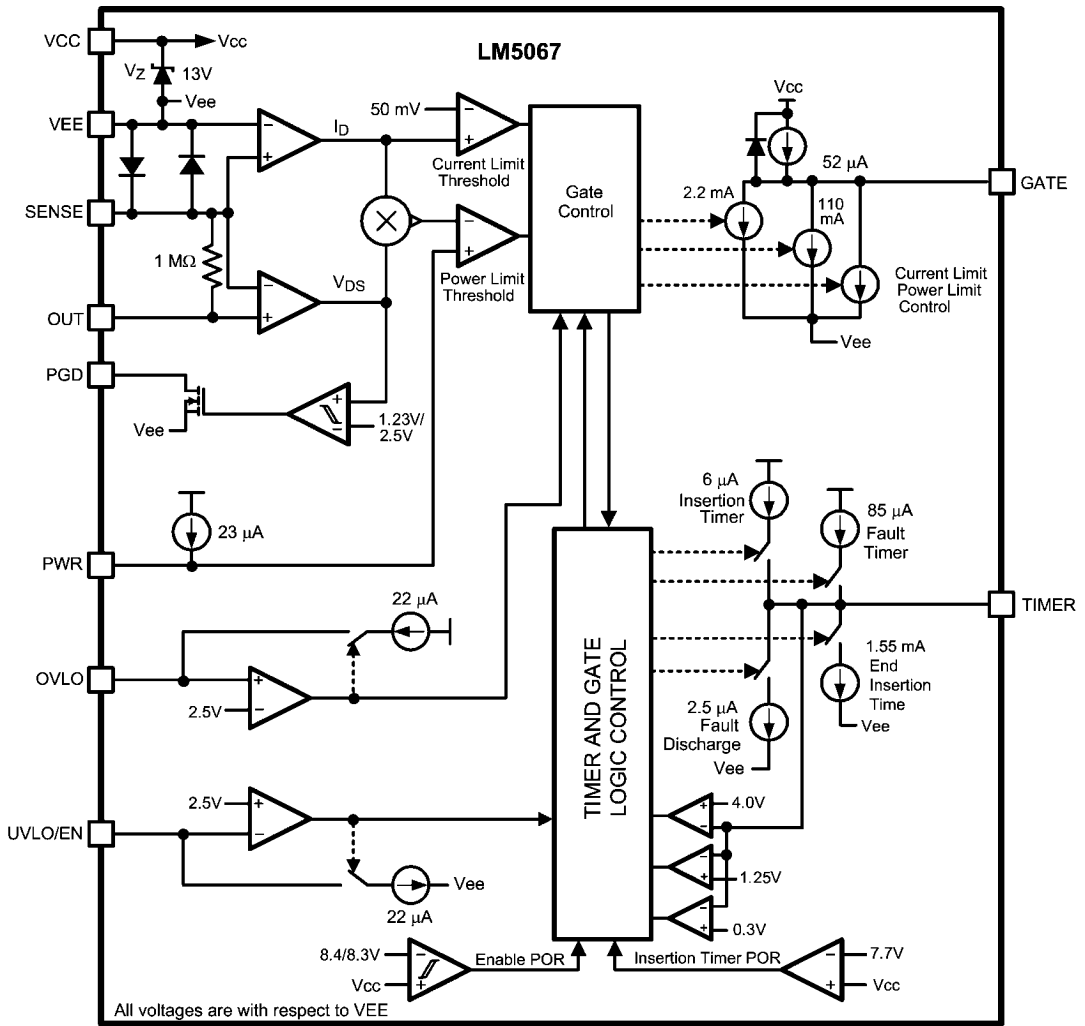 LM5067
VCC
Vcc
VZ
13V
Vee
VEE
SENSE
1 MΩ
OUT
PGD
Vee
ID
VDS
50 mV
−
+
Current Limit
Threshold
−
+
Power Limit
Threshold
−
+
−
+
+
−
1.23V/
2.5V
Gate
Control
Vcc
52 µA
2.2 mA
110
mA
GATE
Current Limit
Power Limit
Control
Vee
23 µA
PWR
22 µA
OVLO
+
−
2.5V
2.5V
+
−
UVLO/EN
22 µA
Vee
TIMER AND GATE
LOGIC CONTROL
6 µA
Insertion
Timer
85 µA
Fault
Timer
TIMER
1.55 mA
End
Insertion
Time
Vee
2.5 µA
Fault
Discharge
Vee
+
−
4.0V
−
+
1.25V
−
+
0.3V
8.4/8.3V
−
+
Vcc
Enable POR
Insertion Timer POR
−
+
7.7V
Vcc
All voltages are with respect to VEE